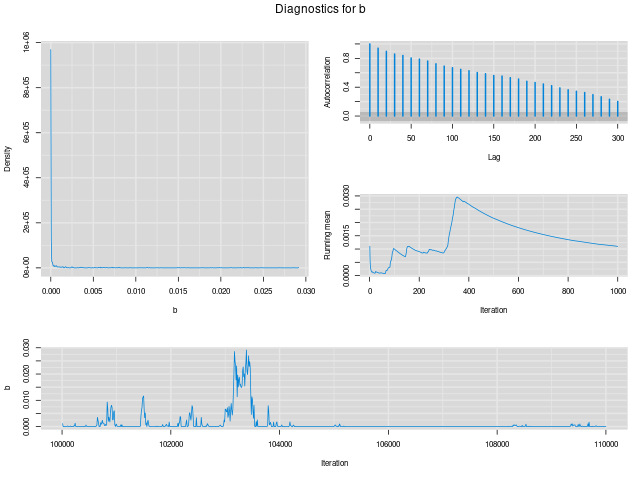 Diagnostics for b
Density
0e+00 2e+05 4e+05 6e+05 8e+05 1e+06
0.000 0.005 0.010 0.015 0.020 0.025 0.030
b
Autocorrelation
0.0 0.4 0.8
0 50 100 150 200 250 300
Lag
Running mean
0.0000 0.0015 0.0030
0 200 400 600 800 1000
Iteration
b
0.000 0.010 0.020 0.030
100000 102000 104000 106000 108000 110000
Iteration